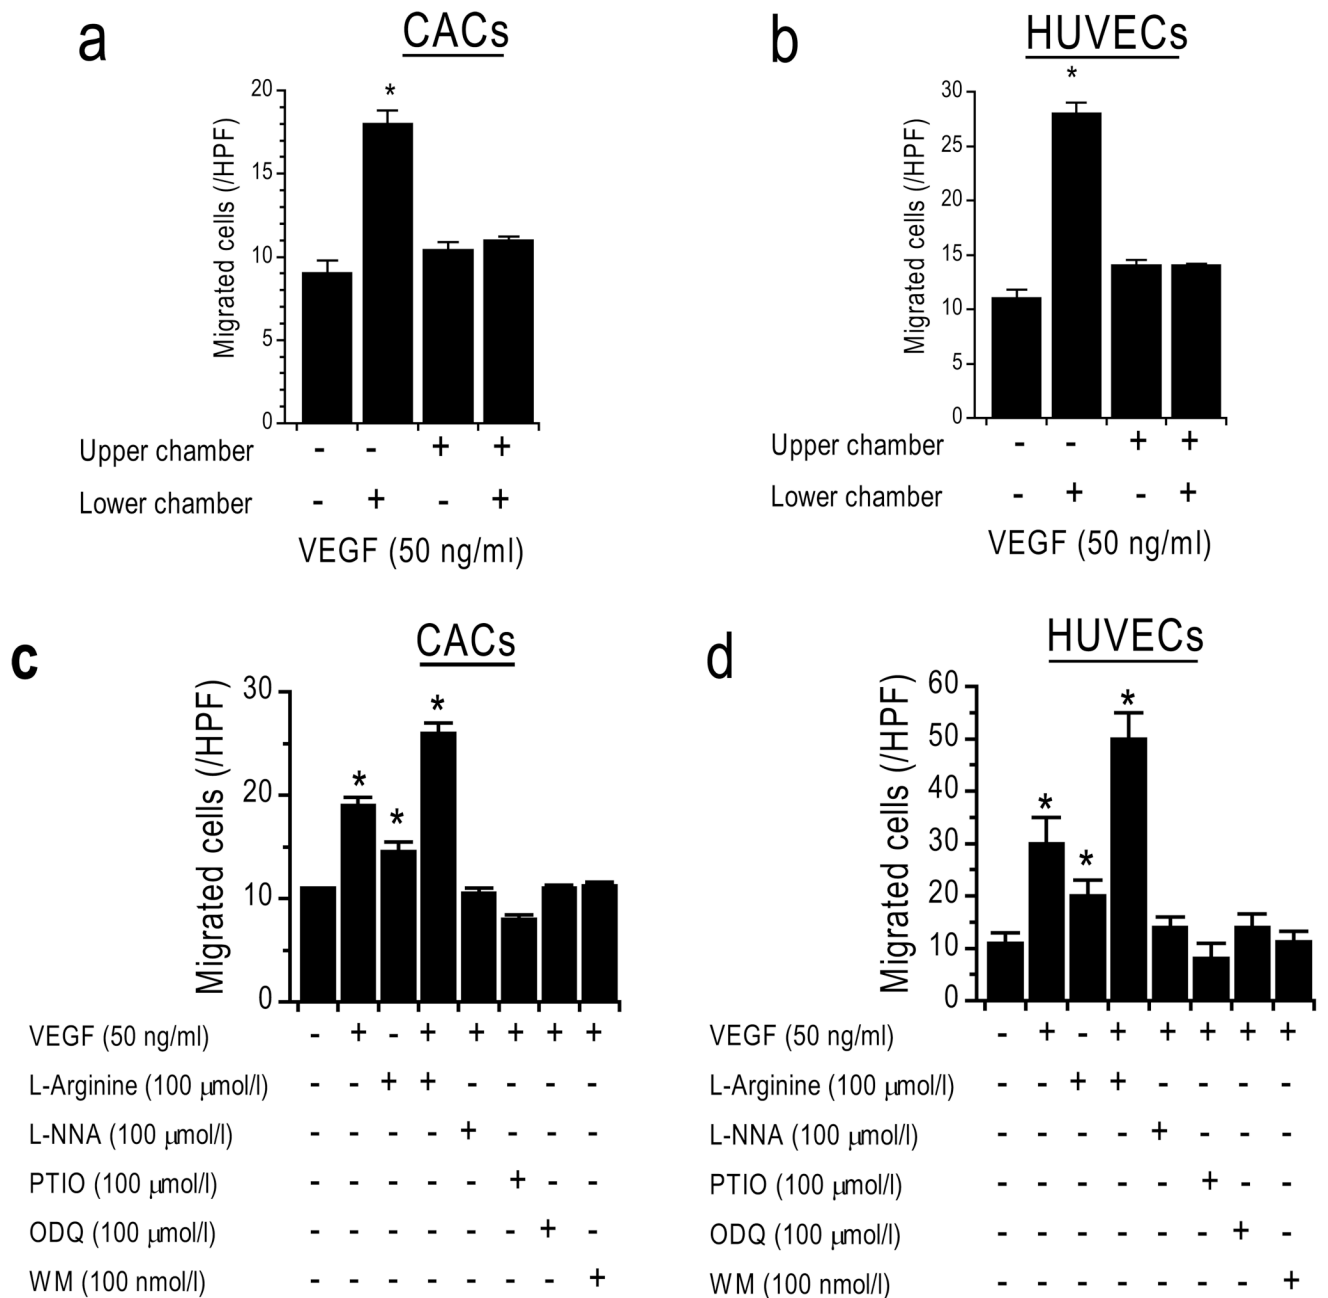 a
CACs
*
20
15
10
5
0
Migrated cells (/HPF)
Upper chamber - - + +
Lower chamber - + - +
VEGF (50 ng/ml)
b
HUVECs
*
30
25
20
15
10
5
0
Migrated cells (/HPF)
Upper chamber - - + +
Lower chamber - + - +
VEGF (50 ng/ml)
c
CACs
* * *
30
20
10
0
Migrated cells (/HPF)
VEGF (50 ng/ml) - + - + + + + +
L-Arginine (100 μmol/l) - - + + - - - -
L-NNA (100 μmol/l) - - - - + - - -
PTIO (100 μmol/l) - - - - - + - -
ODQ (100 μmol/l) - - - - - - + -
WM (100 nmol/l) - - - - - - - +
d
HUVECs
* * *
60
50
40
30
20
10
0
Migrated cells (/HPF)
VEGF (50 ng/ml) - + - + + + + +
L-Arginine (100 μmol/l) - - + + - - - -
L-NNA (100 μmol/l) - - - - + - - -
PTIO (100 μmol/l) - - - - - + - -
ODQ (100 μmol/l) - - - - - - + -
WM (100 nmol/l) - - - - - - - +